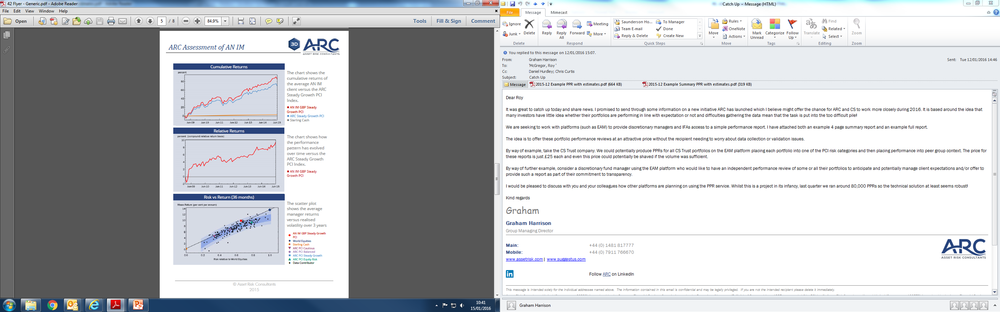 42 Flyer - Generic.pdf - Adobe Reader
File Edit View Window Help
Open 5 / 8 84.9% Tools Fill & Sign Comment
ARC Assessment of AN IM
3D ARC
ASSET RISK CONSULTANTS
Cumulative Returns
percent
80
60
40
20
0
Jun-09 Jun-10 Jun-11 Jun-12 Jun-13 Jun-14 Jun-15
The chart shows the
cumulative returns of
the average AN IM
client versus the ARC
Steady Growth PCI
Index.
AN IM GBP Steady
Growth PCI
ARC Steady Growth PCI
Sterling Cash
Relative Returns
percent (compound relative return basis)
10
8
6
4
2
0
-2
Jun-09 Jun-10 Jun-11 Jun-12 Jun-13 Jun-14 Jun-15
The chart shows how
the performance
pattern has evolved
over time versus the
ARC Steady Growth
PCI Index.
AN IM GBP Steady
Growth PCI
Risk vs Return (36 months)
Mean Return (per cent per annum)
14
12
10
8
6
4
2
0
0.0 0.2 0.4 0.6 0.8 1.0
Risk relative to World Equities
The scatter plot
shows the average
manager returns
versus realised
volatility over 3 years
AN IM GBP Steady Growth
PCI
World Equities
Sterling Cash
ARC PCI Cautious
ARC PCI Balanced
ARC PCI Steady Growth
ARC PCI Equity Risk
Data Contributor
© Asset Risk Consultants
2015
10:41
15/01/2016
Catch Up - Message (HTML)
File Message Mimecast
Ignore
Junk
Delete
Delete
Reply
Reply
All
Forward
Meeting
More
Respond
Saunderson Ho...
Team E-mail
Reply & Delete
To Manager
Done
Create New
Quick Steps
Move
Rules
OneNote
Actions
Move
Mark
Unread
Categorize
Follow
Up
Tags
Translate
Find
Related
Select
Editing
Zoom
Zoom
You replied to this message on 12/01/2016 15:07.
From: Graham Harrison Sent: Tue 12/01/2016 14:46
To: 'McGregor, Roy '
Cc: Daniel Hurdley; Chris Curtis
Subject: Catch Up
Message 2015-12 Example PPR with estimates.pdf (664 KB) 2015-12 Example Summary PPR with estimates.pdf (319 KB)
Dear Roy
It was great to catch up today and share news. I promised to send through some information on a new initiative ARC has launched which I believe might offer the chance for ARC and CS to work more closely during 2016. It is based around the idea that
many investors have little idea whether their portfolios are performing in line with expectation or not and difficulties gathering the data mean that the task is put into the too difficult pile!
We are seeking to work with platforms (such as EAM) to provide discretionary managers and IFAs access to a simple performance report. I have attached both an example 4 page summary report and an example full report.
The idea is to offer these portfolio performance reviews at an attractive price without the recipient needing to worry about data collection or validation issues.
By way of example, take the CS Trust company. We could potentially produce PPRs for all CS Trust portfolios on the EAM platform placing each portfolio into one of the PCI risk categories and then placing performance into peer group context. The price for
these reports is just £25 each and even this price could potentially be shaved if the volume was sufficient.
By way of further example, consider a discretionary fund manager using the EAM platform who would like to have an independent performance review of some or all their portfolios to anticipate and potentially manage client expectations and/or offer to
provide such a report as part of their commitment to transparency.
I would be pleased to discuss with you and your colleagues how other platforms are planning on using the PPR service. Whilst this is a project in its infancy, last quarter we ran around 80,000 PPRs so the technical solution at least seems robust!
Kind regards
Graham
Graham Harrison
Group Managing Director
Main: +44 (0) 1481 817777
Mobile: +44 (0) 7911 766670
www.assetrisk.com | www.suggestus.com
ARC
ASSET RISK CONSULTANTS
in Follow ARC on LinkedIn
This message is intended solely for the individual addressee named above. The information contained in this email is confidential and may be legally privileged. If you are not the intended recipient please delete it immediately.
Graham Harrison